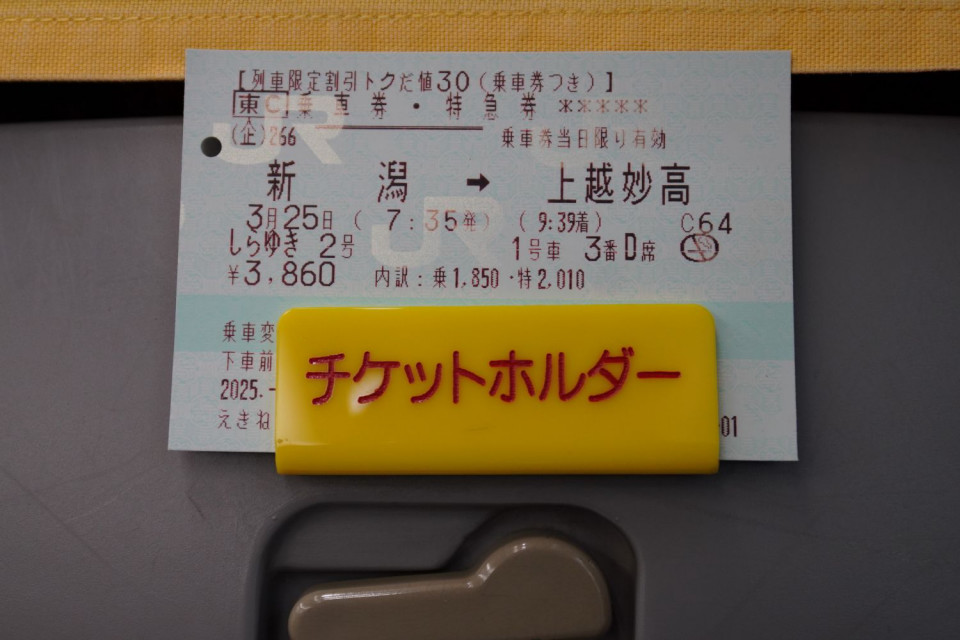 【列車限定割引トクだ値30(乗車券つき)】
東C 乗車券・特急券 *****
(企)266 乗車券当日限り有効
新潟 → 上越妙高
3月25日 ( 7:35発) ( 9:39着) C64
しらゆき 2号 1号車 3番D席
¥3,860 内訳:乗1,850・特2,010
乗車変
下車前
2025.-
えきね
-01
チケットホルダー
JR
JR